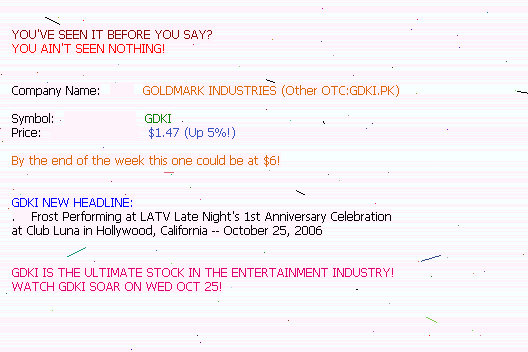 YOU'VE SEEN IT BEFORE YOU SAY?
YOU AIN'T SEEN NOTHING!
Company Name: GOLDMARK INDUSTRIES (Other OTC:GDKI.PK)
Symbol: GDKI
Price: $1.47 (Up 5%!)
By the end of the week this one could be at $6!
GDKI NEW HEADLINE:
. Frost Performing at LATV Late Night's 1st Anniversary Celebration
at Club Luna in Hollywood, California -- October 25, 2006
GDKI IS THE ULTIMATE STOCK IN THE ENTERTAINMENT INDUSTRY!
WATCH GDKI SOAR ON WED OCT 25!